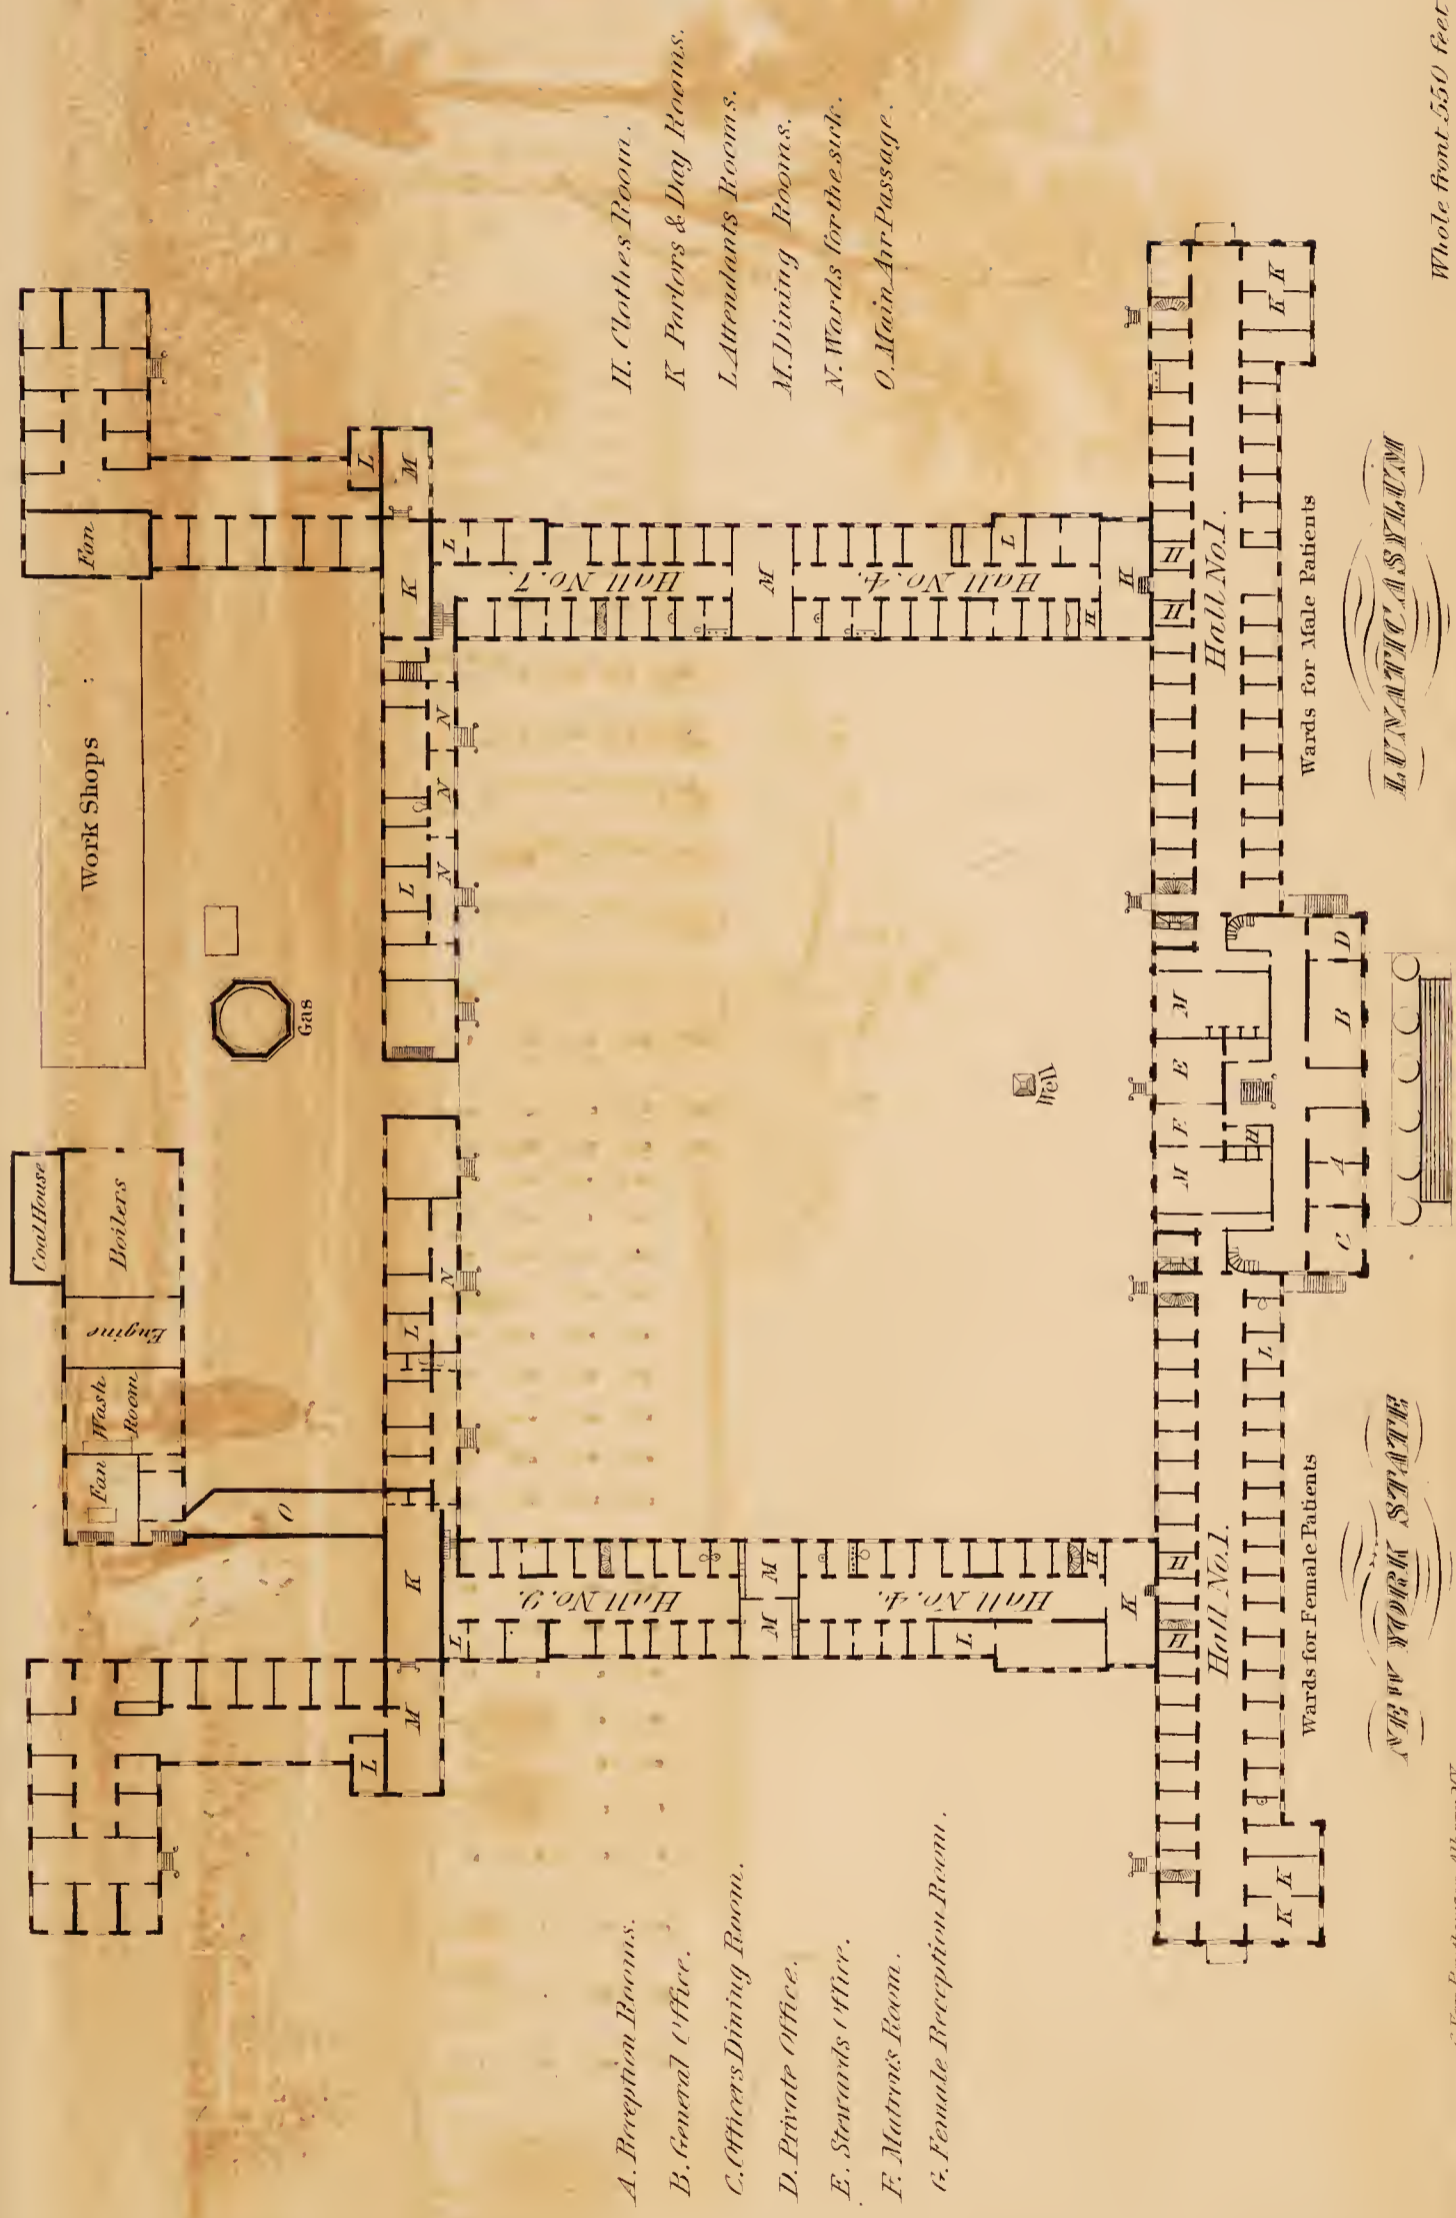 Coal House
Boilers
Engine
Wash
Room
Fan
O
Work Shops
Fan
Gas
L
M
K
L
N
N
L
N
N
N
K
M
L
L
Hall No. 9
M
M
Hall No. 4.
L
H
K
L
Hall No. 7.
M
Hall No. 4.
L
H
K
Well
H
H
Hall No. 1.
L
K
K
M
F
E
M
H
C
A
B
D
H
H
Hall No. 1.
K
K
Wards for Female Patients
Wards for Male Patients
A. Reception Rooms.
B. General Office.
C. Officers Dining Room.
D. Private Office.
E. Stewards Office.
F. Matrons Room.
G. Female Reception Room.
H. Clothes Room.
K Parlors & Day Rooms.
L Attendants Rooms.
M. Dining Rooms.
N. Wards for the sick.
O. Main Air Passage.
NEW YORK STATE
LUNATIC ASYLUM
Whole front 550 feet